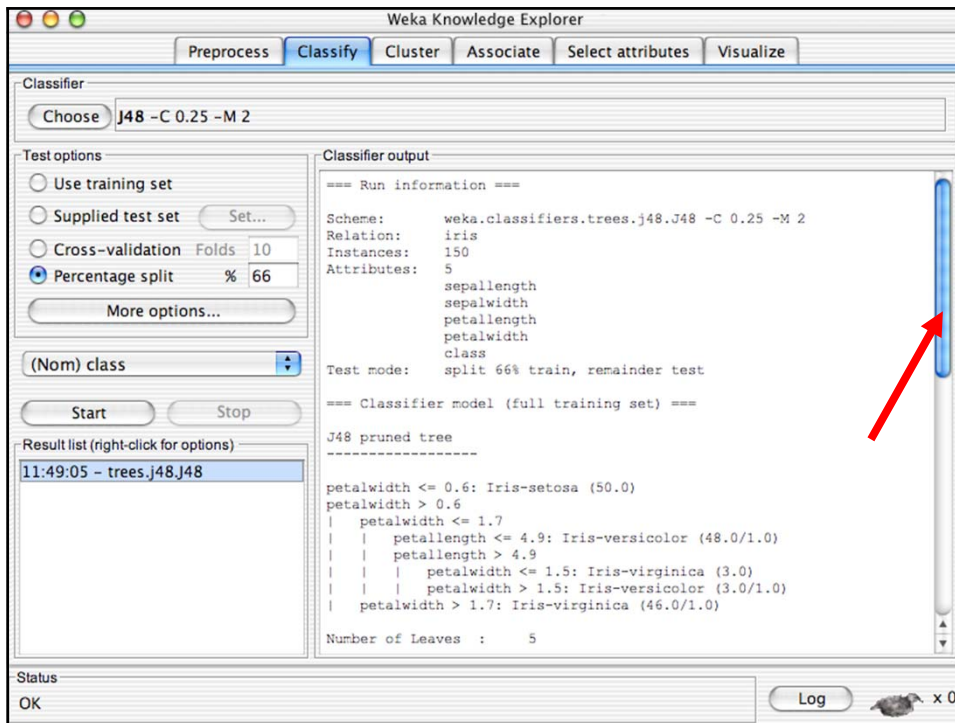 Weka Knowledge Explorer
Preprocess Classify Cluster Associate Select attributes Visualize
Classifier
Choose J48 -C 0.25 -M 2
Test options
Use training set
Supplied test set Set...
Cross-validation Folds 10
Percentage split % 66
More options...
(Nom) class
Start Stop
Result list (right-click for options)
11:49:05 - trees.j48.J48
Classifier output
=== Run information ===
Scheme: weka.classifiers.trees.j48.J48 -C 0.25 -M 2
Relation: iris
Instances: 150
Attributes: 5
sepallength
sepalwidth
petallength
petalwidth
class
Test mode: split 66% train, remainder test
=== Classifier model (full training set) ===
J48 pruned tree
------------------
petalwidth <= 0.6: Iris-setosa (50.0)
petalwidth > 0.6
|   petalwidth <= 1.7
|   |   petallength <= 4.9: Iris-versicolor (48.0/1.0)
|   |   petallength > 4.9
|   |   |   petalwidth <= 1.5: Iris-virginica (3.0)
|   |   |   petalwidth > 1.5: Iris-versicolor (3.0/1.0)
|   petalwidth > 1.7: Iris-virginica (46.0/1.0)
Number of Leaves : 5
Status
OK
Log x 0